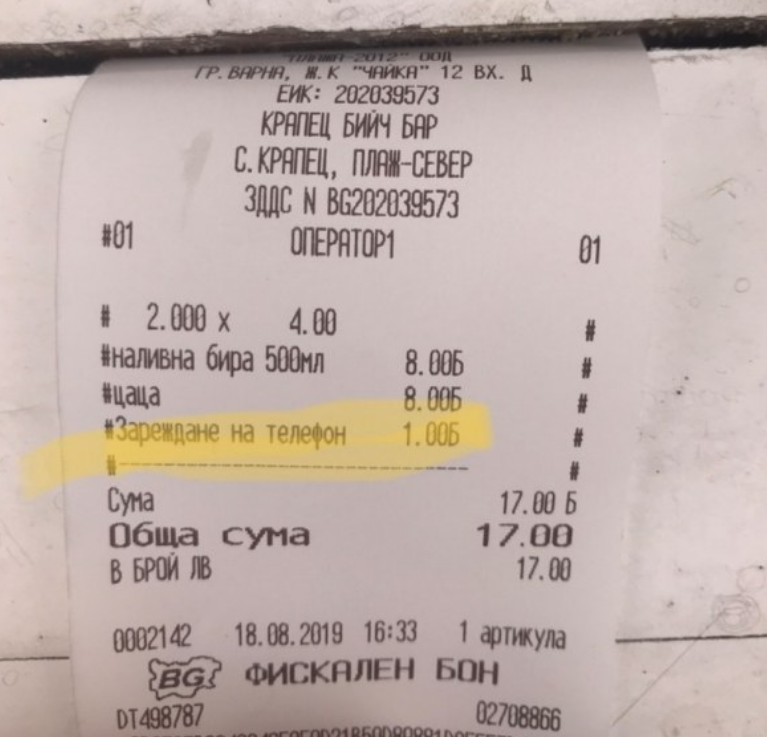 "ПЛАЖА-2012" ООД
ГР. ВАРНА, Ж.К "ЧАЙКА" 12 ВХ. Д
ЕИК: 202039573
КРАПЕЦ БИЙЧ БАР
С.КРАПЕЦ, ПЛАЖ-СЕВЕР
ЗДДС N BG202039573
#01 ОПЕРАТОР1 01
# 2.000 x 4.00 #
#наливна бира 500мл 8.00Б #
#цаца 8.00Б #
#Зареждане на телефон 1.00Б #
#---------------------------------- #
Сума 17.00 Б
Обща сума 17.00
В БРОЙ ЛВ 17.00
0002142 18.08.2019 16:33 1 артикула
BG ФИСКАЛЕН БОН
DT498787 02708866